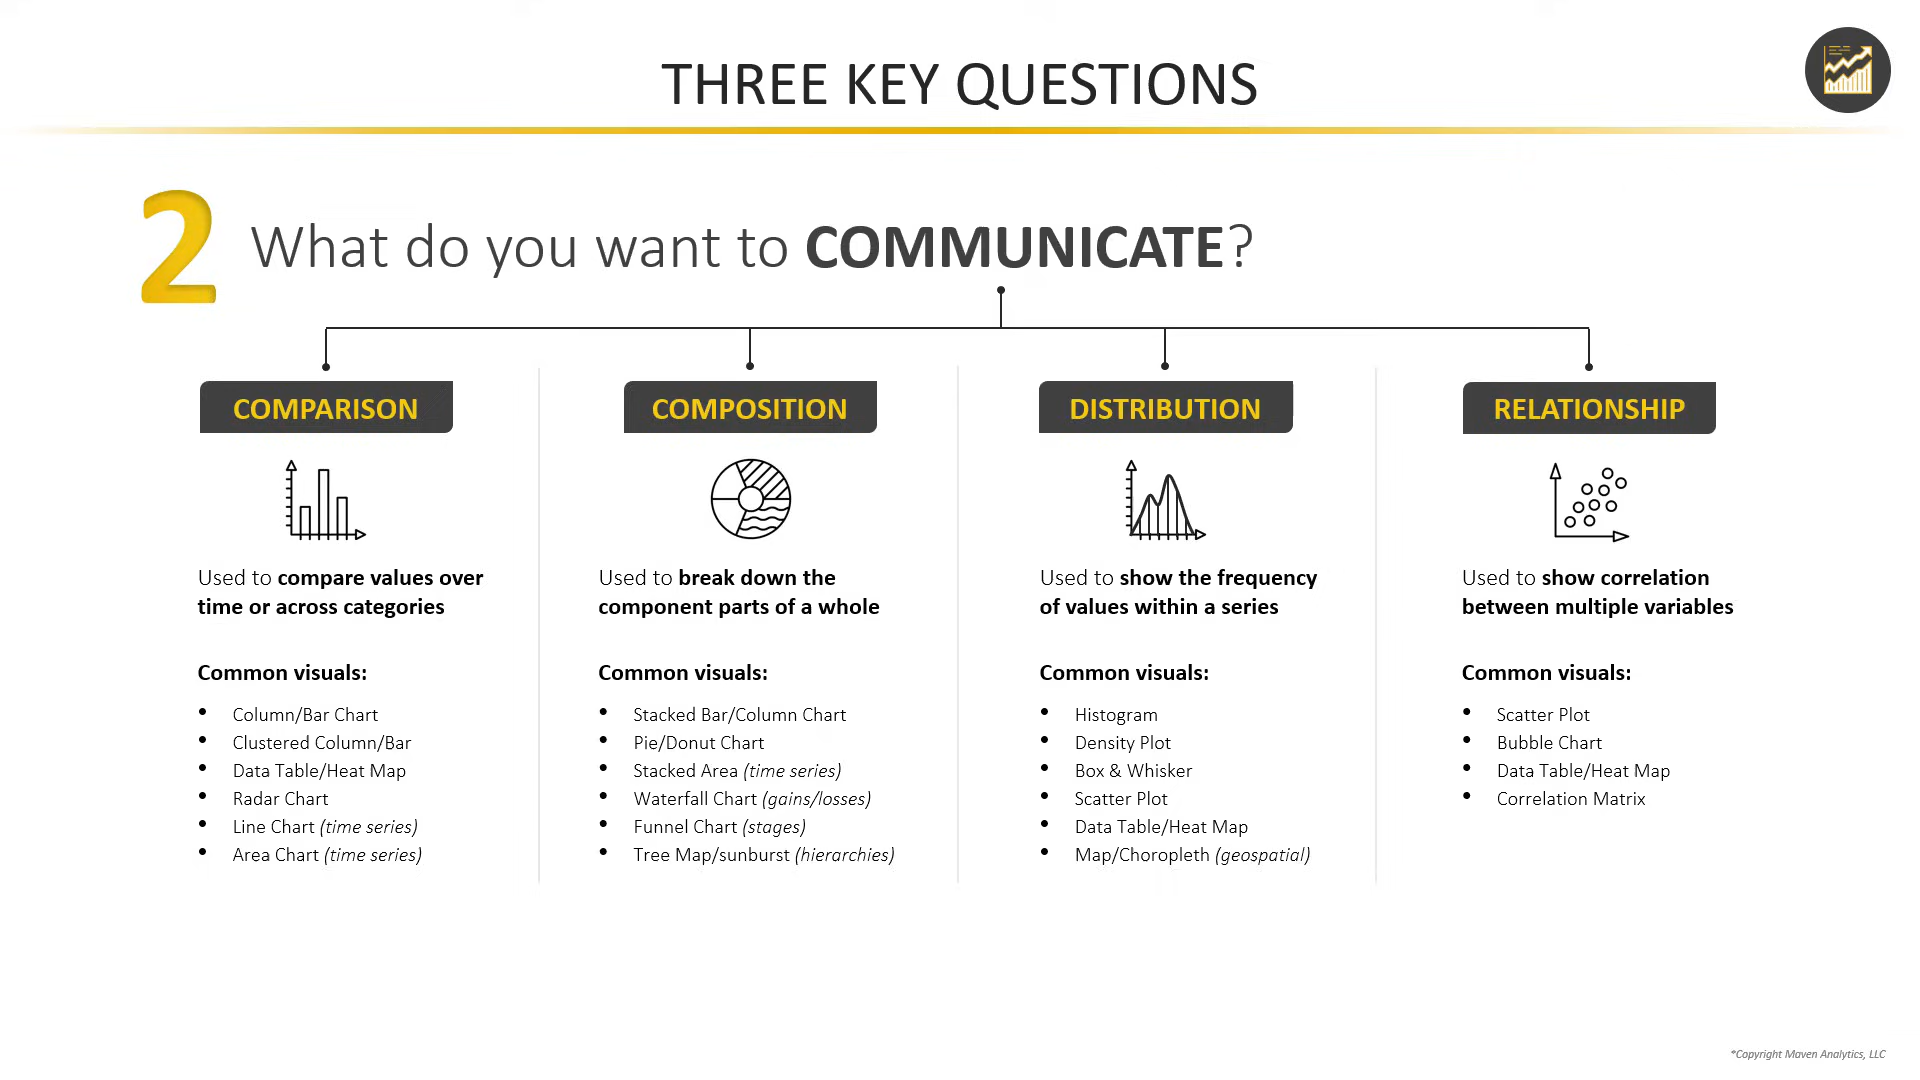 THREE KEY QUESTIONS
2
What do you want to COMMUNICATE?
COMPARISON
Used to compare values over
time or across categories
Common visuals:
• Column/Bar Chart
• Clustered Column/Bar
• Data Table/Heat Map
• Radar Chart
• Line Chart (time series)
• Area Chart (time series)
COMPOSITION
Used to break down the
component parts of a whole
Common visuals:
• Stacked Bar/Column Chart
• Pie/Donut Chart
• Stacked Area (time series)
• Waterfall Chart (gains/losses)
• Funnel Chart (stages)
• Tree Map/sunburst (hierarchies)
DISTRIBUTION
Used to show the frequency
of values within a series
Common visuals:
• Histogram
• Density Plot
• Box & Whisker
• Scatter Plot
• Data Table/Heat Map
• Map/Choropleth (geospatial)
RELATIONSHIP
Used to show correlation
between multiple variables
Common visuals:
• Scatter Plot
• Bubble Chart
• Data Table/Heat Map
• Correlation Matrix
*Copyright Maven Analytics, LLC